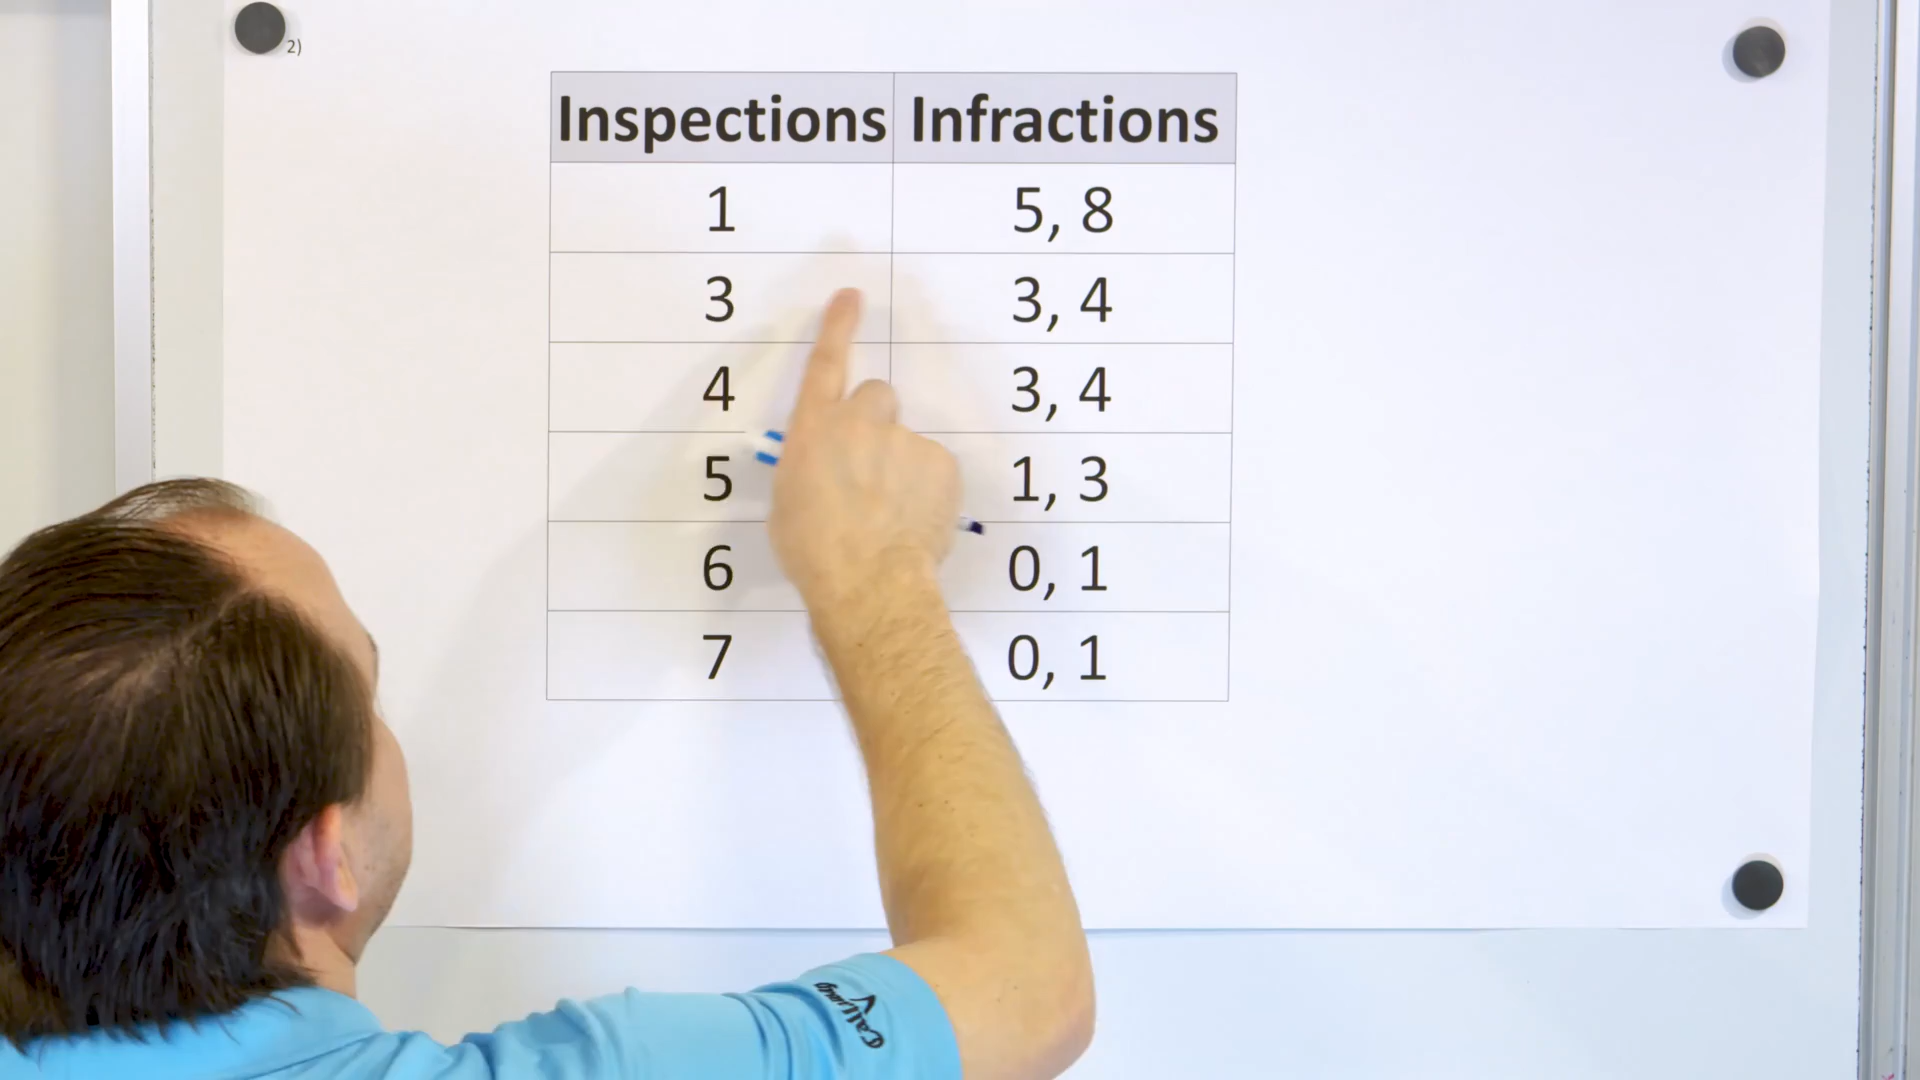 2)
Inspections Infractions
1 5, 8
3 3, 4
4 3, 4
5 1, 3
6 0, 1
7 0, 1
Callaway